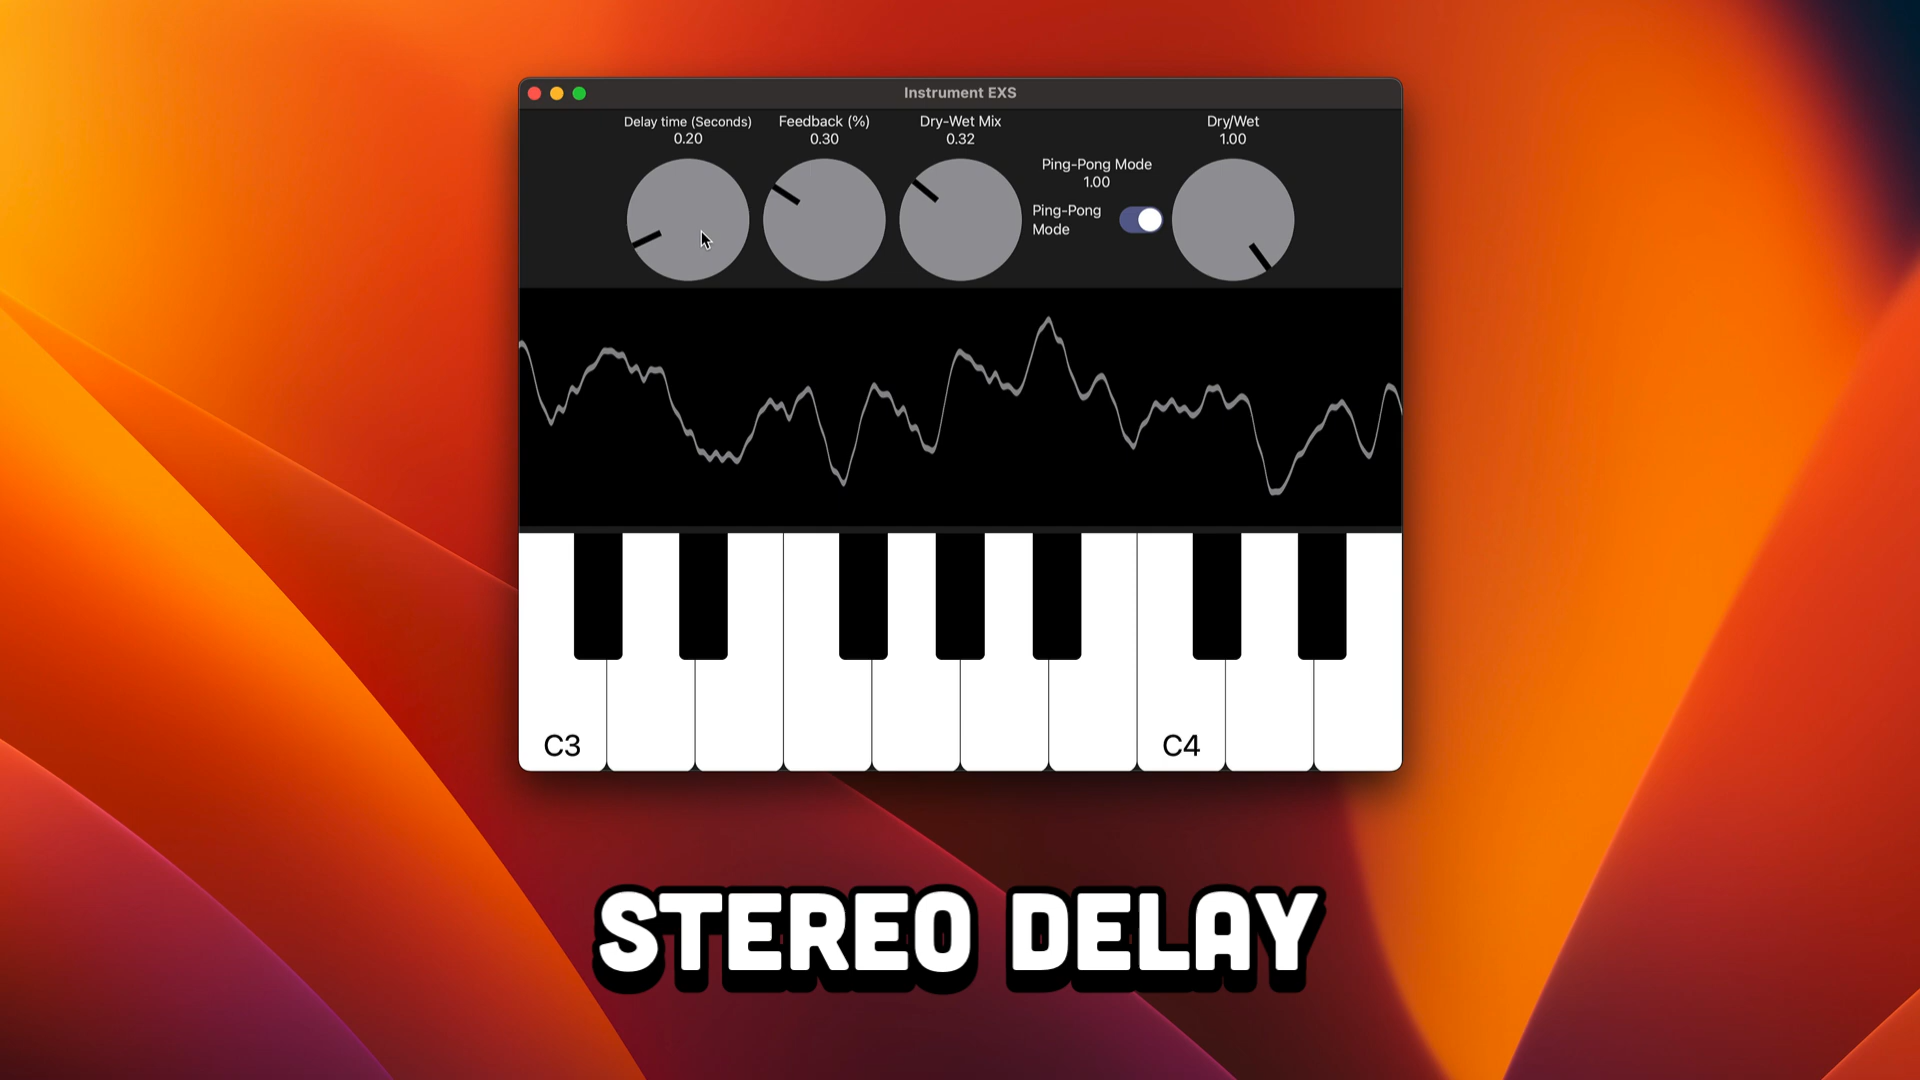 Instrument EXS
Delay time (Seconds)
0.20
Feedback (%)
0.30
Dry-Wet Mix
0.32
Ping-Pong Mode
1.00
Ping-Pong
Mode
Dry/Wet
1.00
C3
C4
STEREO DELAY